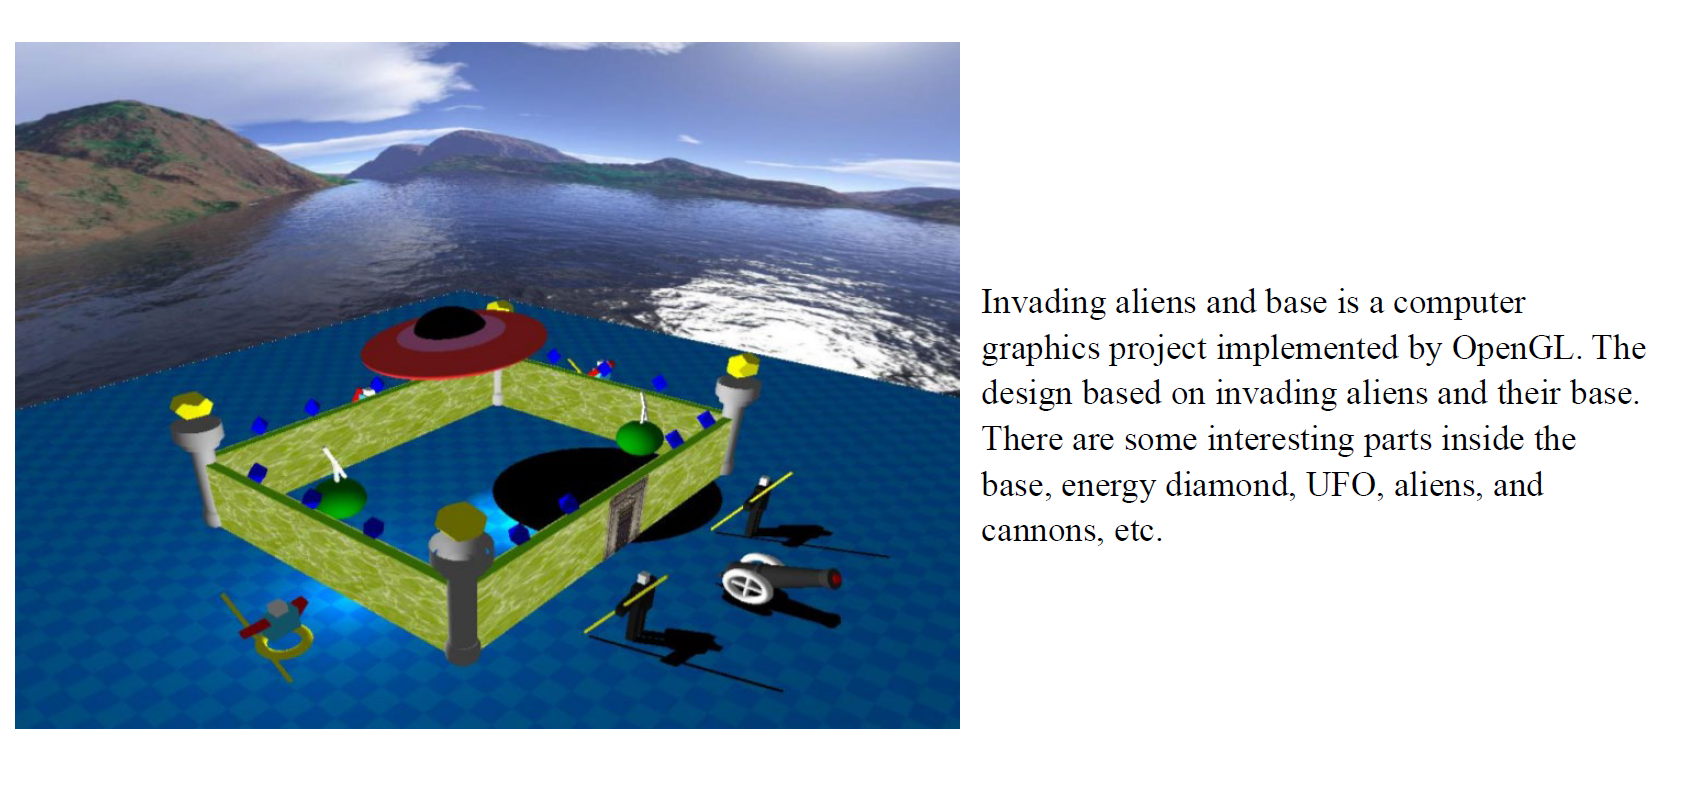 Invading aliens and base is a computer
graphics project implemented by OpenGL. The
design based on invading aliens and their base.
There are some interesting parts inside the
base, energy diamond, UFO, aliens, and
cannons, etc.